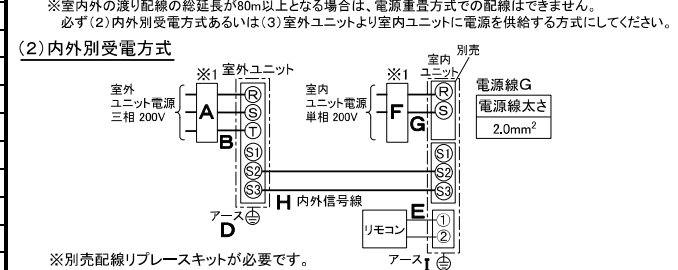 ※室内外の渡り配線の総延長が80m以上となる場合は、電源重畳方式での配線はできません。
必ず(2)内外別受電方式あるいは(3)室外ユニットより室内ユニットに電源を供給する方式にしてください。
(2)内外別受電方式
別売
※1 室外ユニット
※1 室内ユニット
室外
ユニット電源
三相 200V
A
B
R
S
T
S1
S2
S3
室内
ユニット電源
単相 200V
F
G
R
S
S1
S2
S3
電源線G
電源線太さ
2.0mm²
H 内外信号線
アース
D
リモコン
E
①
②
アース
I
※別売配線リプレースキットが必要です。